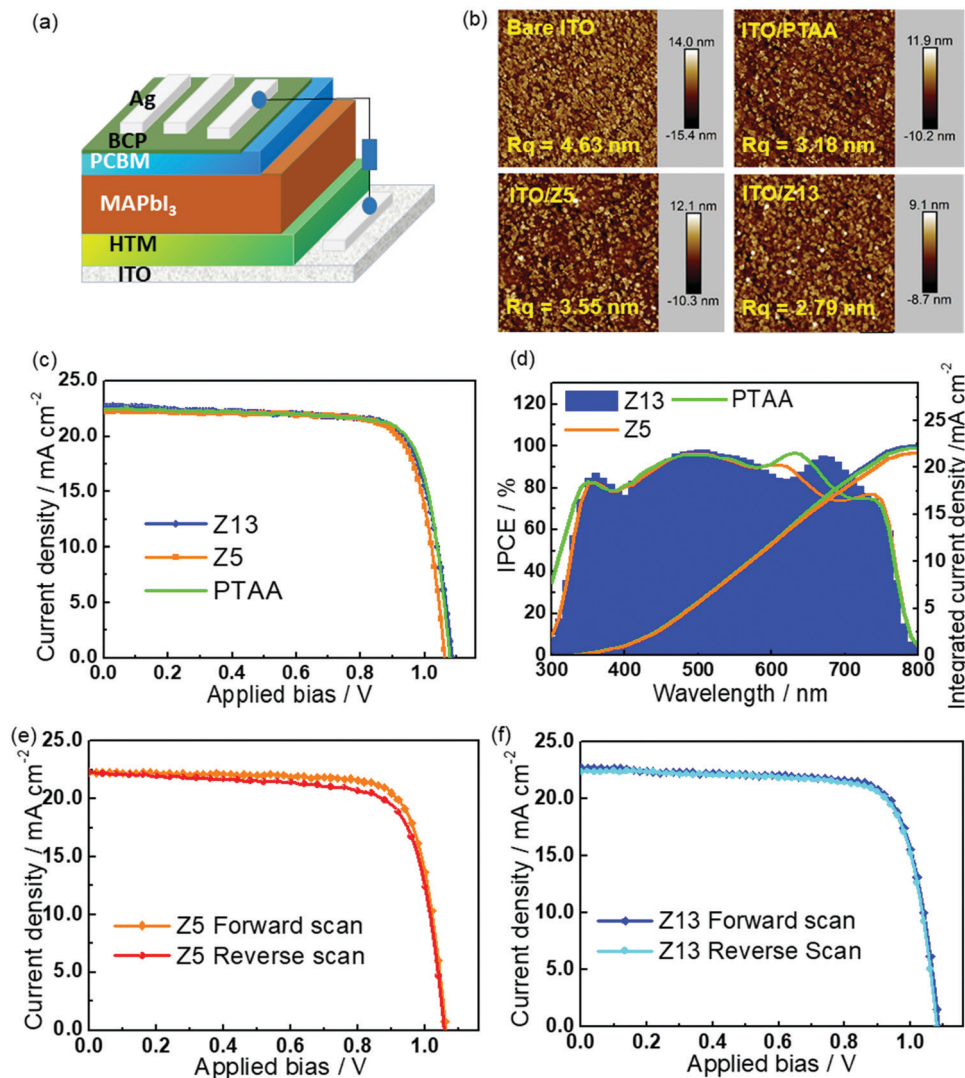 (a)
Ag
BCP
PCBM
MAPbI₃
HTM
ITO
(b)
Bare ITO
Rq = 4.63 nm
14.0 nm
-15.4 nm
ITO/PTAA
Rq = 3.18 nm
11.9 nm
-10.2 nm
ITO/Z5
Rq = 3.55 nm
12.1 nm
-10.3 nm
ITO/Z13
Rq = 2.79 nm
9.1 nm
-8.7 nm
(c)
Current density / mA cm⁻²
25.0
20.0
15.0
10.0
5.0
0.0
Z13
Z5
PTAA
0.0 0.2 0.4 0.6 0.8 1.0
Applied bias / V
(d)
IPCE / %
120
100
80
60
40
20
0
Z13
PTAA
Z5
25
20
15
10
5
0
Integrated current density /mA cm⁻²
300 400 500 600 700 800
Wavelength / nm
(e)
Current density / mA cm⁻²
25.0
20.0
15.0
10.0
5.0
0.0
Z5 Forward scan
Z5 Reverse scan
0.0 0.2 0.4 0.6 0.8 1.0
Applied bias / V
(f)
Current density / mA cm⁻²
25.0
20.0
15.0
10.0
5.0
0.0
Z13 Forward scan
Z13 Reverse Scan
0.0 0.2 0.4 0.6 0.8 1.0
Applied bias / V